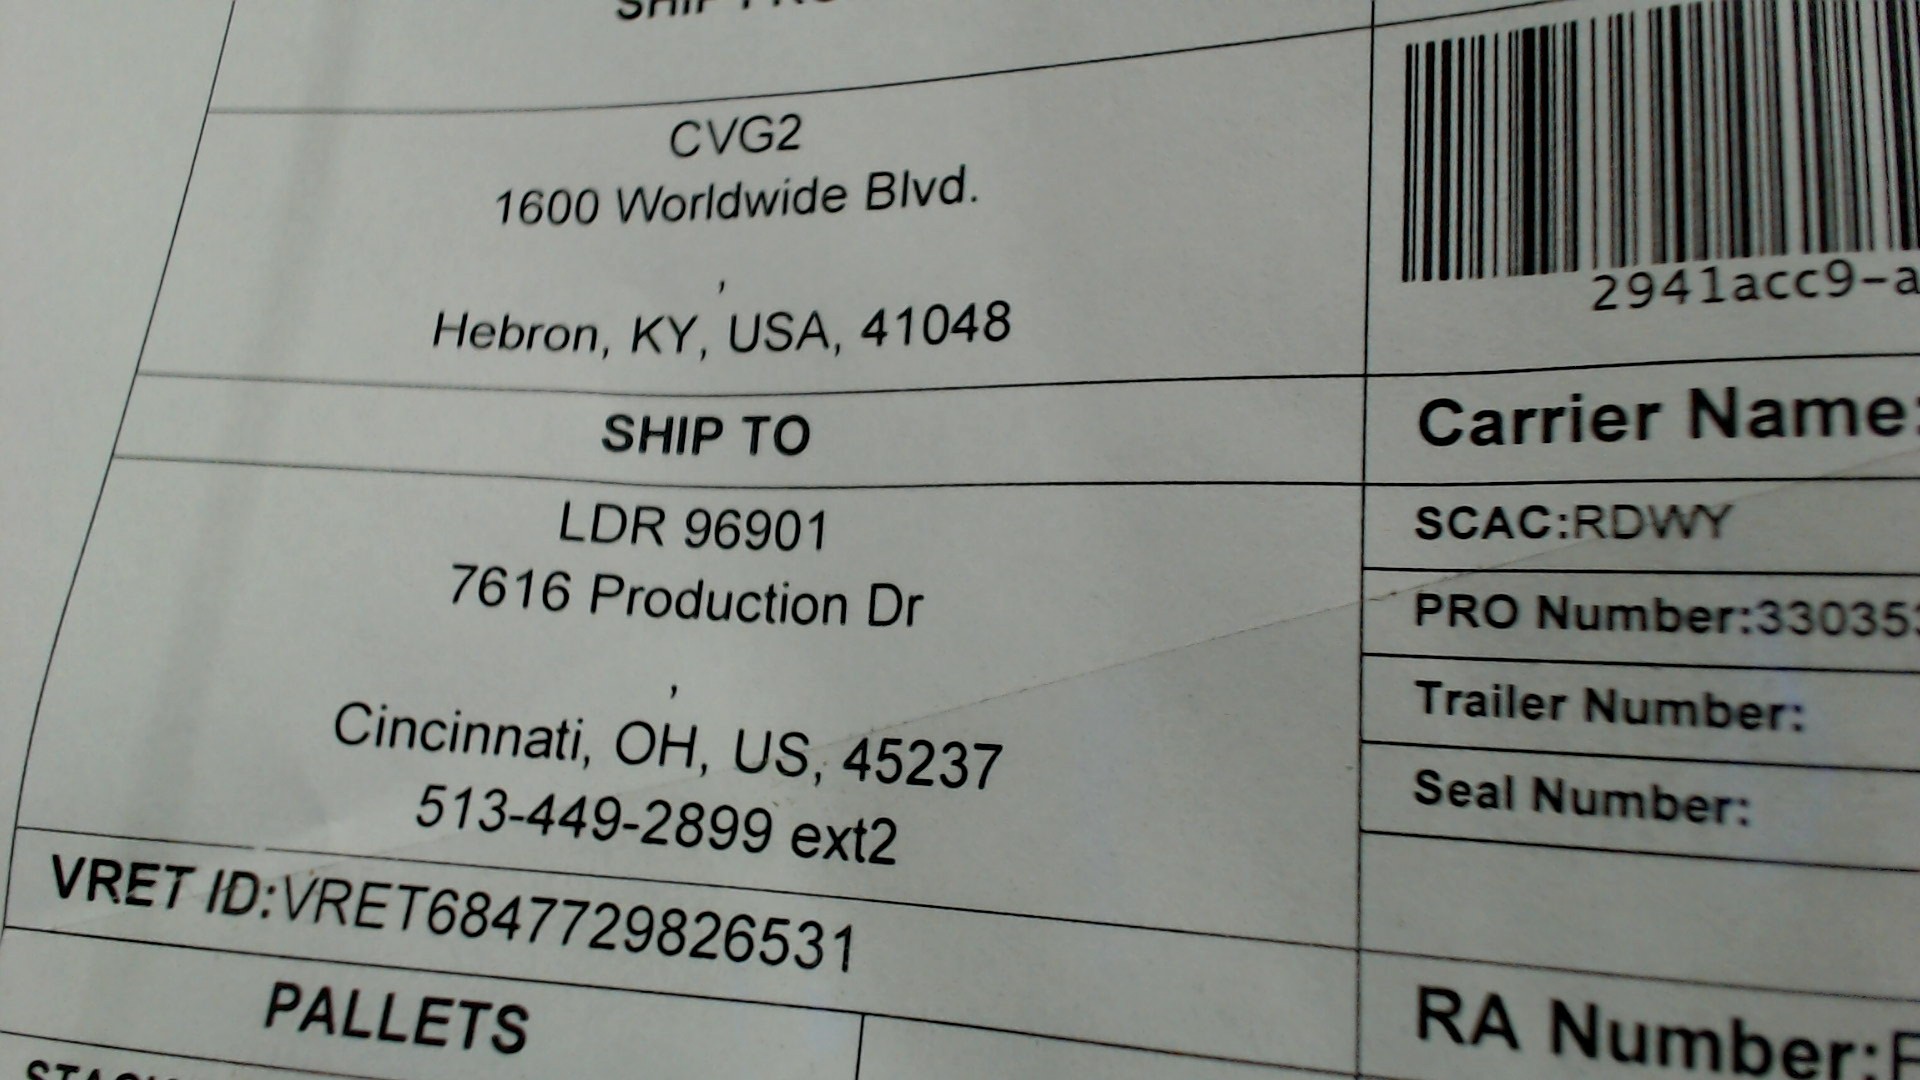 CVG2
1600 Worldwide Blvd.
,
Hebron, KY, USA, 41048
SHIP TO
LDR 96901
7616 Production Dr
,
Cincinnati, OH, US, 45237
513-449-2899 ext2
VRET ID:VRET6847729826531
PALLETS
2941acc9-a
Carrier Name:
SCAC:RDWY
PRO Number:33035
Trailer Number:
Seal Number:
RA Number: